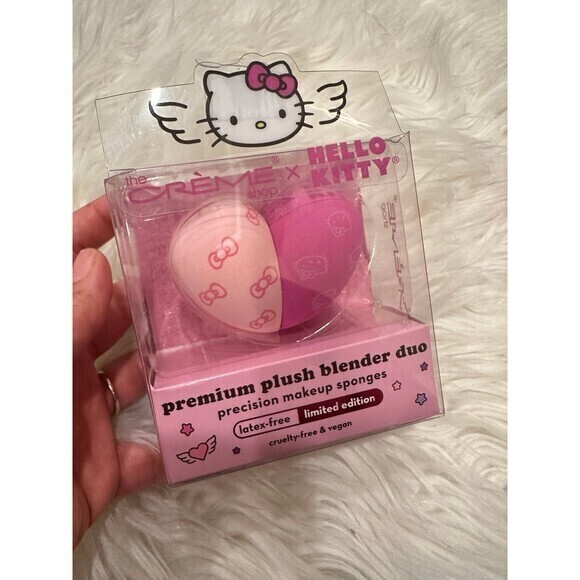 the CRÈME® shop × HELLO KITTY®
premium plush blender duo
precision makeup sponges
latex-free limited edition
cruelty-free & vegan